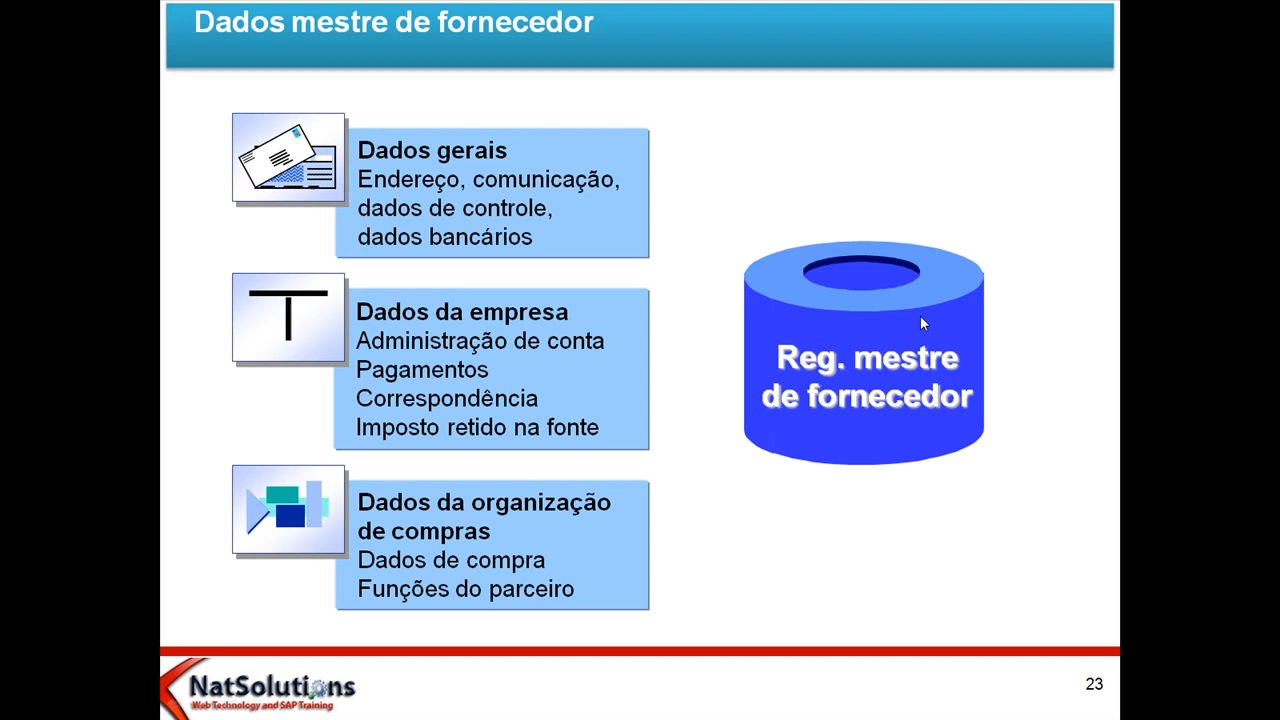 Dados mestre de fornecedor
Dados gerais
Endereço, comunicação,
dados de controle,
dados bancários
Dados da empresa
Administração de conta
Pagamentos
Correspondência
Imposto retido na fonte
Dados da organização
de compras
Dados de compra
Funções do parceiro
Reg. mestre
de fornecedor
NatSolutions
Web Technology and SAP Training
23